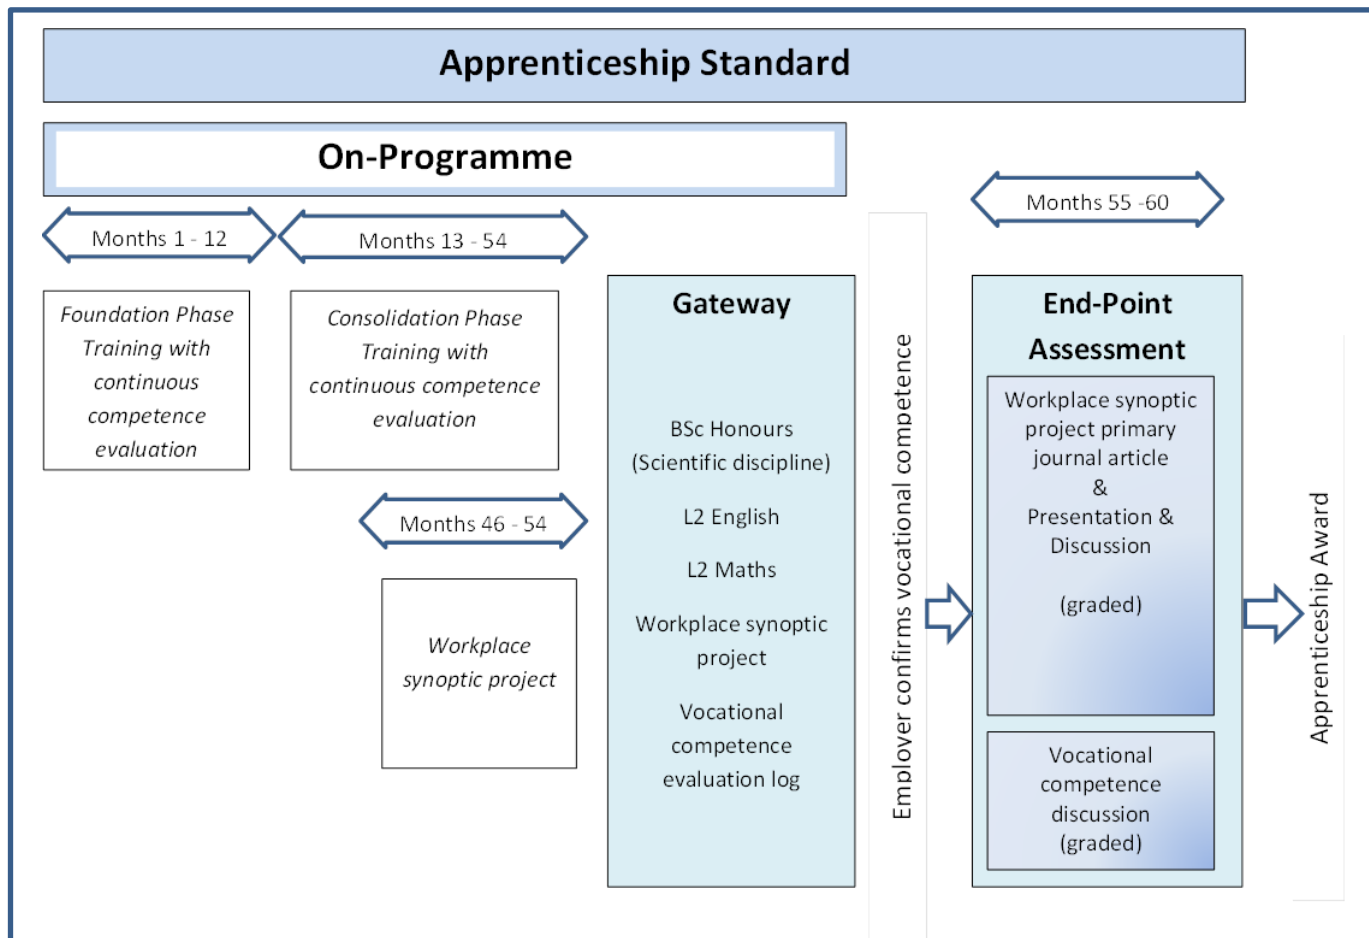 Apprenticeship Standard
On-Programme
Months 1 - 12
Months 13 - 54
Months 55 -60
Foundation Phase
Training with
continuous
competence
evaluation
Consolidation Phase
Training with
continuous competence
evaluation
Months 46 - 54
Workplace
synoptic project
Gateway
BSc Honours
(Scientific discipline)
L2 English
L2 Maths
Workplace synoptic
project
Vocational
competence
evaluation log
Employer confirms vocational competence
End-Point
Assessment
Workplace synoptic
project primary
journal article
&
Presentation &
Discussion
(graded)
Vocational
competence
discussion
(graded)
Apprenticeship Award